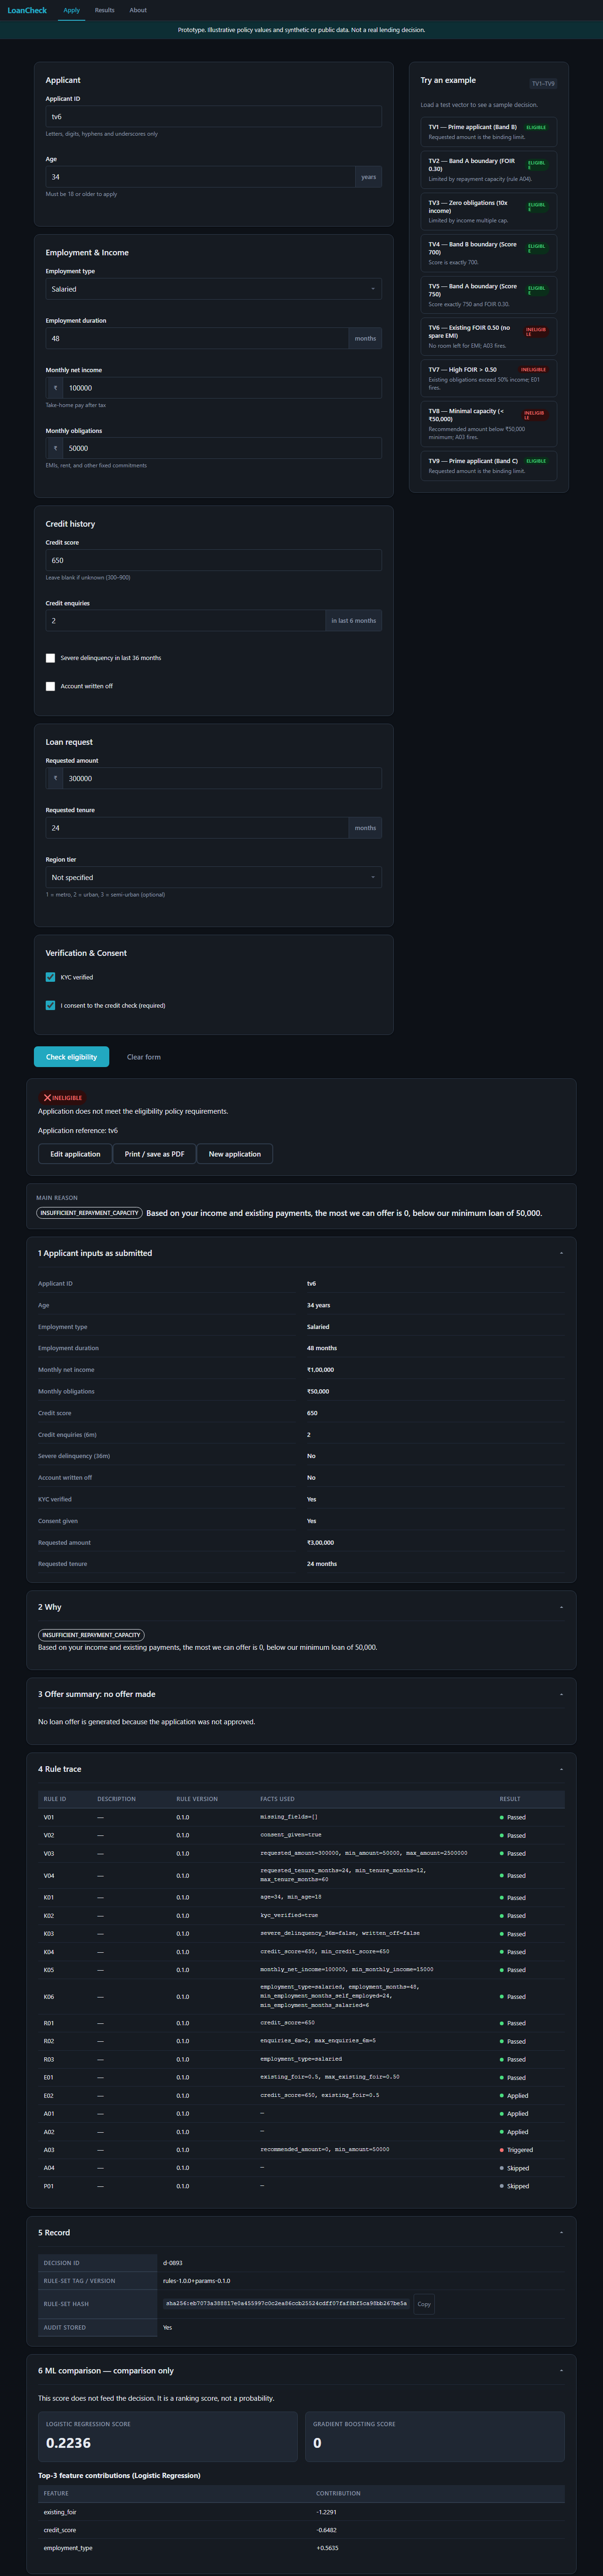 LoanCheck
Apply
Results
About
Prototype. Illustrative policy values and synthetic or public data. Not a real lending decision.
Applicant
Applicant ID
tv6
Letters, digits, hyphens and underscores only
Age
34
years
Must be 18 or older to apply
Employment & Income
Employment type
Salaried
Employment duration
48
months
Monthly net income
₹
100000
Take-home pay after tax
Monthly obligations
₹
50000
EMIs, rent, and other fixed commitments
Credit history
Credit score
650
Leave blank if unknown (300–900)
Credit enquiries
2
in last 6 months
Severe delinquency in last 36 months
Account written off
Loan request
Requested amount
₹
300000
Requested tenure
24
months
Region tier
Not specified
1 = metro, 2 = urban, 3 = semi-urban (optional)
Verification & Consent
KYC verified
I consent to the credit check (required)
Check eligibility
Clear form
Try an example
TV1–TV9
Load a test vector to see a sample decision.
TV1 — Prime applicant (Band B)
ELIGIBLE
Requested amount is the binding limit.
TV2 — Band A boundary (FOIR
0.30)
ELIGIBL
E
Limited by repayment capacity (rule A04).
TV3 — Zero obligations (10x
income)
ELIGIBL
E
Limited by income multiple cap.
TV4 — Band B boundary (Score
700)
ELIGIBL
E
Score is exactly 700.
TV5 — Band A boundary (Score
750)
ELIGIBL
E
Score exactly 750 and FOIR 0.30.
TV6 — Existing FOIR 0.50 (no
spare EMI)
INELIGIB
LE
No room left for EMI; A03 fires.
TV7 — High FOIR > 0.50
INELIGIBLE
Existing obligations exceed 50% income; E01
fires.
TV8 — Minimal capacity (<
₹50,000)
INELIGIB
LE
Recommended amount below ₹50,000
minimum; A03 fires.
TV9 — Prime applicant (Band C)
ELIGIBLE
Requested amount is the binding limit.
INELIGIBLE
Application does not meet the eligibility policy requirements.
Application reference: tv6
Edit application
Print / save as PDF
New application
MAIN REASON
INSUFFICIENT_REPAYMENT_CAPACITY Based on your income and existing payments, the most we can offer is 0, below our minimum loan of 50,000.
1 Applicant inputs as submitted
Applicant ID tv6
Age 34 years
Employment type Salaried
Employment duration 48 months
Monthly net income ₹1,00,000
Monthly obligations ₹50,000
Credit score 650
Credit enquiries (6m) 2
Severe delinquency (36m) No
Account written off No
KYC verified Yes
Consent given Yes
Requested amount ₹3,00,000
Requested tenure 24 months
2 Why
INSUFFICIENT_REPAYMENT_CAPACITY
Based on your income and existing payments, the most we can offer is 0, below our minimum loan of 50,000.
3 Offer summary: no offer made
No loan offer is generated because the application was not approved.
4 Rule trace
RULE ID DESCRIPTION RULE VERSION FACTS USED RESULT
V01 — 0.1.0 missing_fields=[] Passed
V02 — 0.1.0 consent_given=true Passed
V03 — 0.1.0 requested_amount=300000, min_amount=50000, max_amount=2500000 Passed
V04 — 0.1.0 requested_tenure_months=24, min_tenure_months=12,
max_tenure_months=60 Passed
K01 — 0.1.0 age=34, min_age=18 Passed
K02 — 0.1.0 kyc_verified=true Passed
K03 — 0.1.0 severe_delinquency_36m=false, written_off=false Passed
K04 — 0.1.0 credit_score=650, min_credit_score=650 Passed
K05 — 0.1.0 monthly_net_income=100000, min_monthly_income=15000 Passed
K06 — 0.1.0 employment_type=salaried, employment_months=48,
min_employment_months_self_employed=24,
min_employment_months_salaried=6 Passed
R01 — 0.1.0 credit_score=650 Passed
R02 — 0.1.0 enquiries_6m=2, max_enquiries_6m=5 Passed
R03 — 0.1.0 employment_type=salaried Passed
E01 — 0.1.0 existing_foir=0.5, max_existing_foir=0.50 Passed
E02 — 0.1.0 credit_score=650, existing_foir=0.5 Applied
A01 — 0.1.0 — Applied
A02 — 0.1.0 — Applied
A03 — 0.1.0 recommended_amount=0, min_amount=50000 Triggered
A04 — 0.1.0 — Skipped
P01 — 0.1.0 — Skipped
5 Record
DECISION ID d-0893
RULE-SET TAG / VERSION rules-1.0.0+params-0.1.0
RULE-SET HASH
Copy
AUDIT STORED Yes
6 ML comparison — comparison only
This score does not feed the decision. It is a ranking score, not a probability.
LOGISTIC REGRESSION SCORE
0.2236
GRADIENT BOOSTING SCORE
0
Top-3 feature contributions (Logistic Regression)
FEATURE CONTRIBUTION
existing_foir -1.2291
credit_score -0.6482
employment_type +0.5635